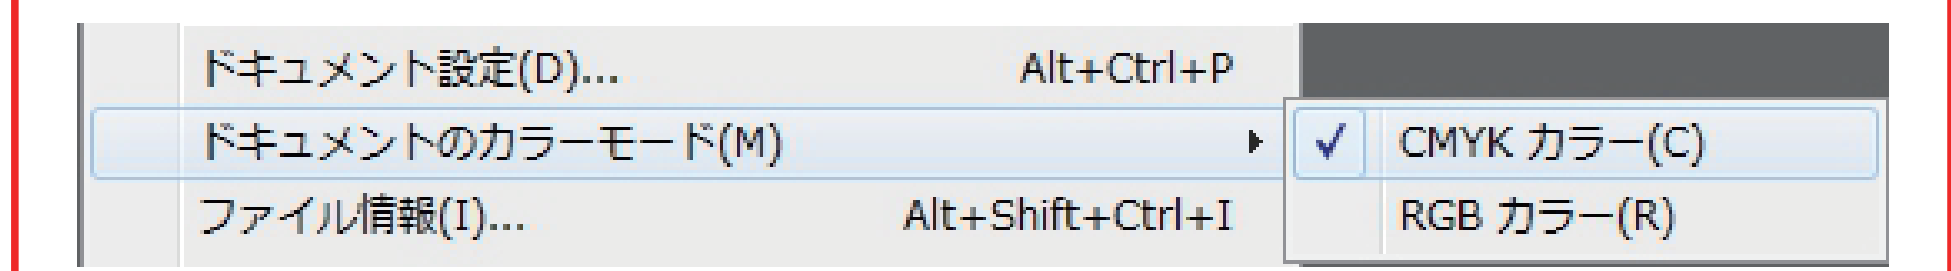 ドキュメント設定(D)... Alt+Ctrl+P
ドキュメントのカラーモード(M) ✓ CMYK カラー(C)
ファイル情報(I)... Alt+Shift+Ctrl+I RGB カラー(R)